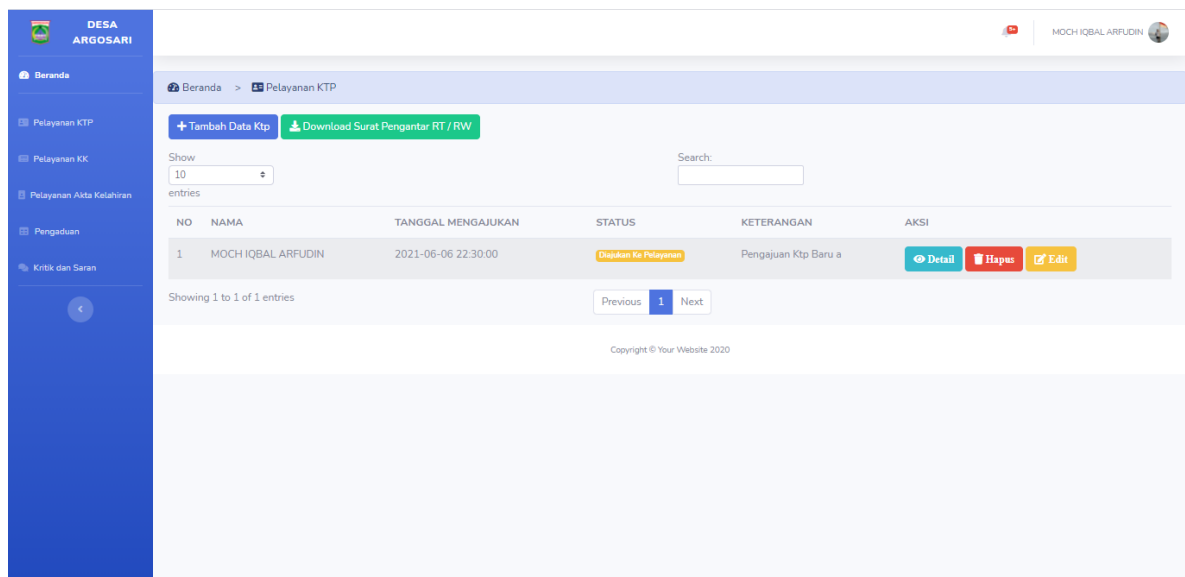 DESA
ARGOSARI
MOCH IQBAL ARFUDIN
Beranda
Pelayanan KTP
Pelayanan KK
Pelayanan Akta Kelahiran
Pengaduan
Kritik dan Saran
Beranda > Pelayanan KTP
Tambah Data Ktp Download Surat Pengantar RT / RW
Show
10
entries
Search:
NO NAMA TANGGAL MENGAJUKAN STATUS KETERANGAN AKSI
1 MOCH IQBAL ARFUDIN 2021-06-06 22:30:00 Diajukan Ke Pelayanan Pengajuan Ktp Baru a Detail Hapus Edit
Showing 1 to 1 of 1 entries
Previous 1 Next
Copyright © Your Website 2020